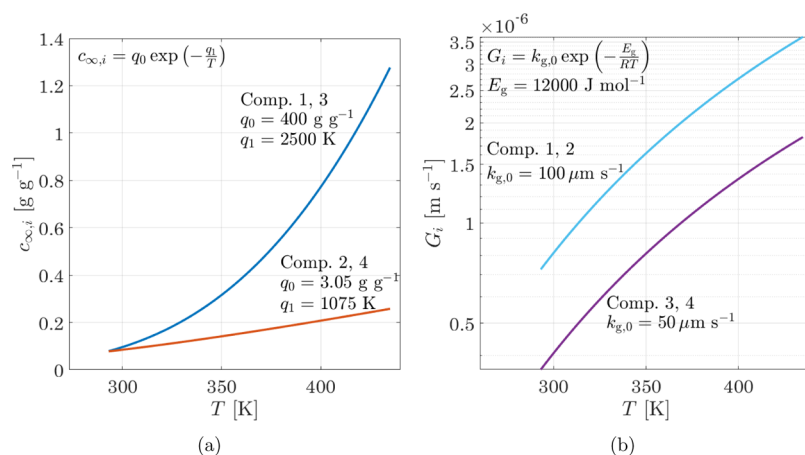 c∞,i = q0 exp(−q1/T)
Comp. 1, 3
q0 = 400 g g−1
q1 = 2500 K
Comp. 2, 4
q0 = 3.05 g g−1
q1 = 1075 K
1.4
1.2
1
0.8
0.6
0.4
0.2
0
c∞,i [g g−1]
300
350
400
T [K]
(a)
×10-6
Gi = kg,0 exp(−Eg/RT)
Eg = 12000 J mol−1
Comp. 1, 2
kg,0 = 100 μm s−1
Comp. 3, 4
kg,0 = 50 μm s−1
3.5
3
2.5
2
1.5
1
0.5
Gi [m s−1]
300
350
400
T [K]
(b)